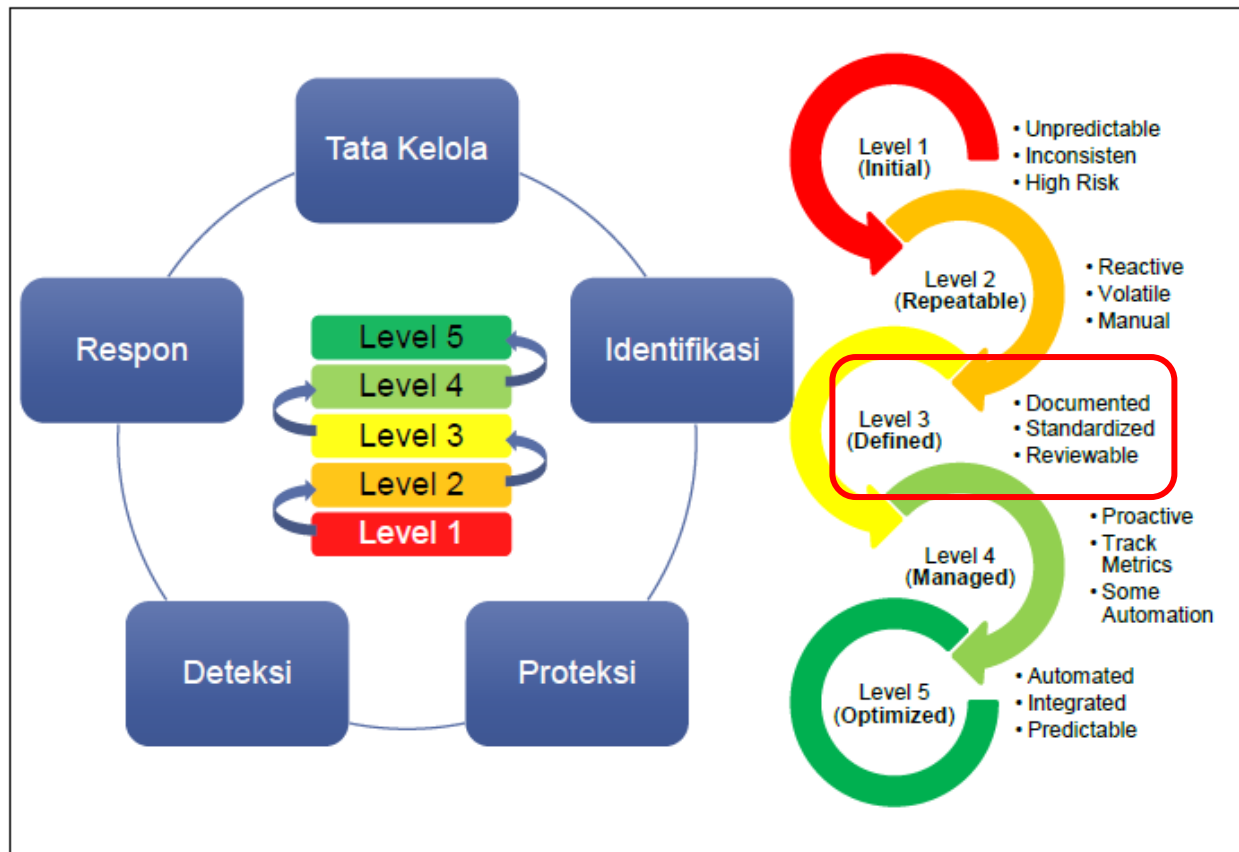 Tata Kelola
Respon
Identifikasi
Deteksi
Proteksi
Level 5
Level 4
Level 3
Level 2
Level 1
Level 1
(Initial)
• Unpredictable
• Inconsisten
• High Risk
Level 2
(Repeatable)
• Reactive
• Volatile
• Manual
Level 3
(Defined)
• Documented
• Standardized
• Reviewable
Level 4
(Managed)
• Proactive
• Track
Metrics
• Some
Automation
Level 5
(Optimized)
• Automated
• Integrated
• Predictable